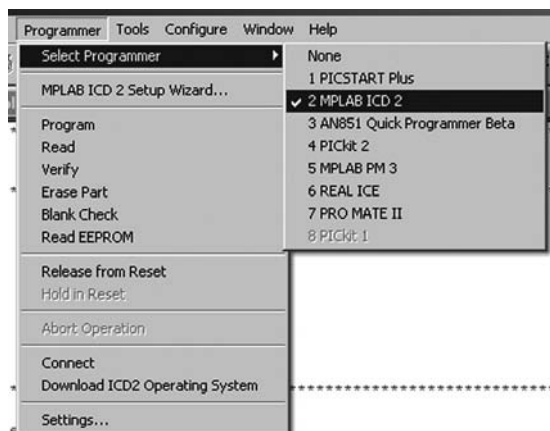 Programmer Tools Configure Window Help
Select Programmer
MPLAB ICD 2 Setup Wizard...
Program
Read
Verify
Erase Part
Blank Check
Read EEPROM
Release from Reset
Hold in Reset
Abort Operation
Connect
Download ICD2 Operating System
Settings...
None
1 PICSTART Plus
2 MPLAB ICD 2
3 AN851 Quick Programmer Beta
4 PICkit 2
5 MPLAB PM 3
6 REAL ICE
7 PRO MATE II
8 PICkit 1